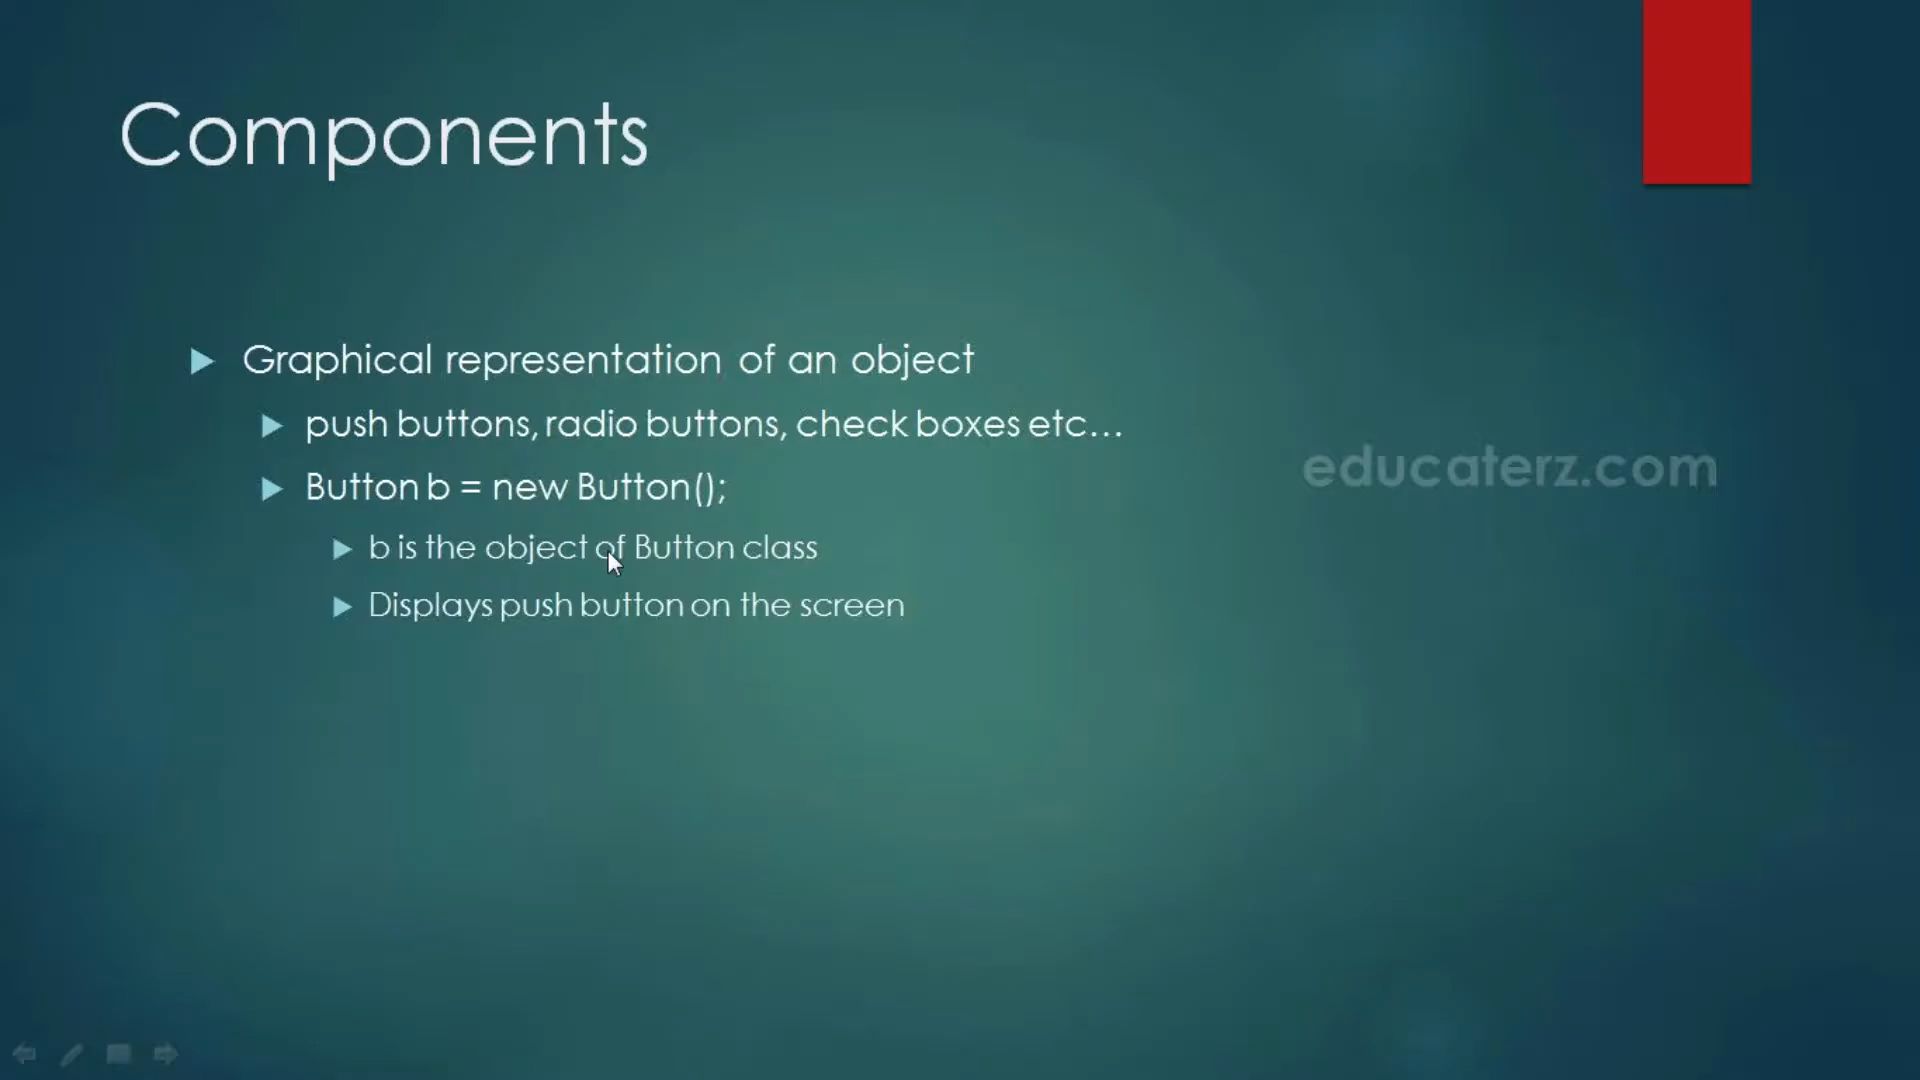 Components
Graphical representation of an object
push buttons, radio buttons, check boxes etc...
educaterz.com
Button b = new Button();
b is the object of Button class
Displays push button on the screen